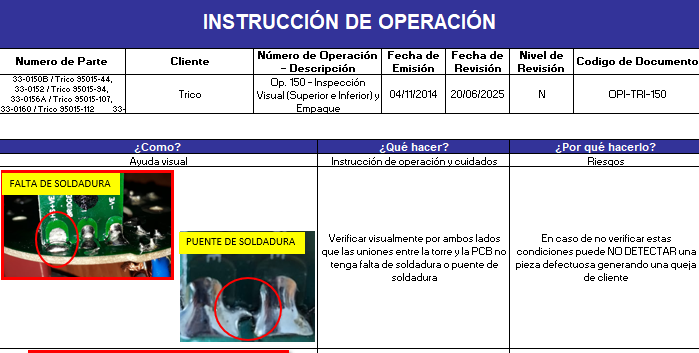 INSTRUCCIÓN DE OPERACIÓN
Numero de Parte
Cliente
Número de Operación
- Descripción
Fecha de
Emisión
Fecha de
Revisión
Nivel de
Revisión
Codigo de Documento
33-0150B / Trico 95015-44,
33-0152 / Trico 95015-94,
33-0156A / Trico 95015-107,
33-0160 / Trico 95015-112 33-
Trico
Op. 150 - Inspección
Visual (Superior e Inferior) y
Empaque
04/11/2014
20/06/2025
N
OPI-TRI-150
¿Como?
¿Qué hacer?
¿Por qué hacerlo?
Ayuda visual
Instrucción de operación y cuidados
Riesgos
FALTA DE SOLDADURA
PUENTE DE SOLDADURA
Verificar visualmente por ambos lados
que las uniones entre la torre y la PCB no
tenga falta de soldadura o puente de
soldadura
En caso de no verificar estas
condiciones puede NO DETECTAR una
pieza defectuosa generando una queja
de cliente